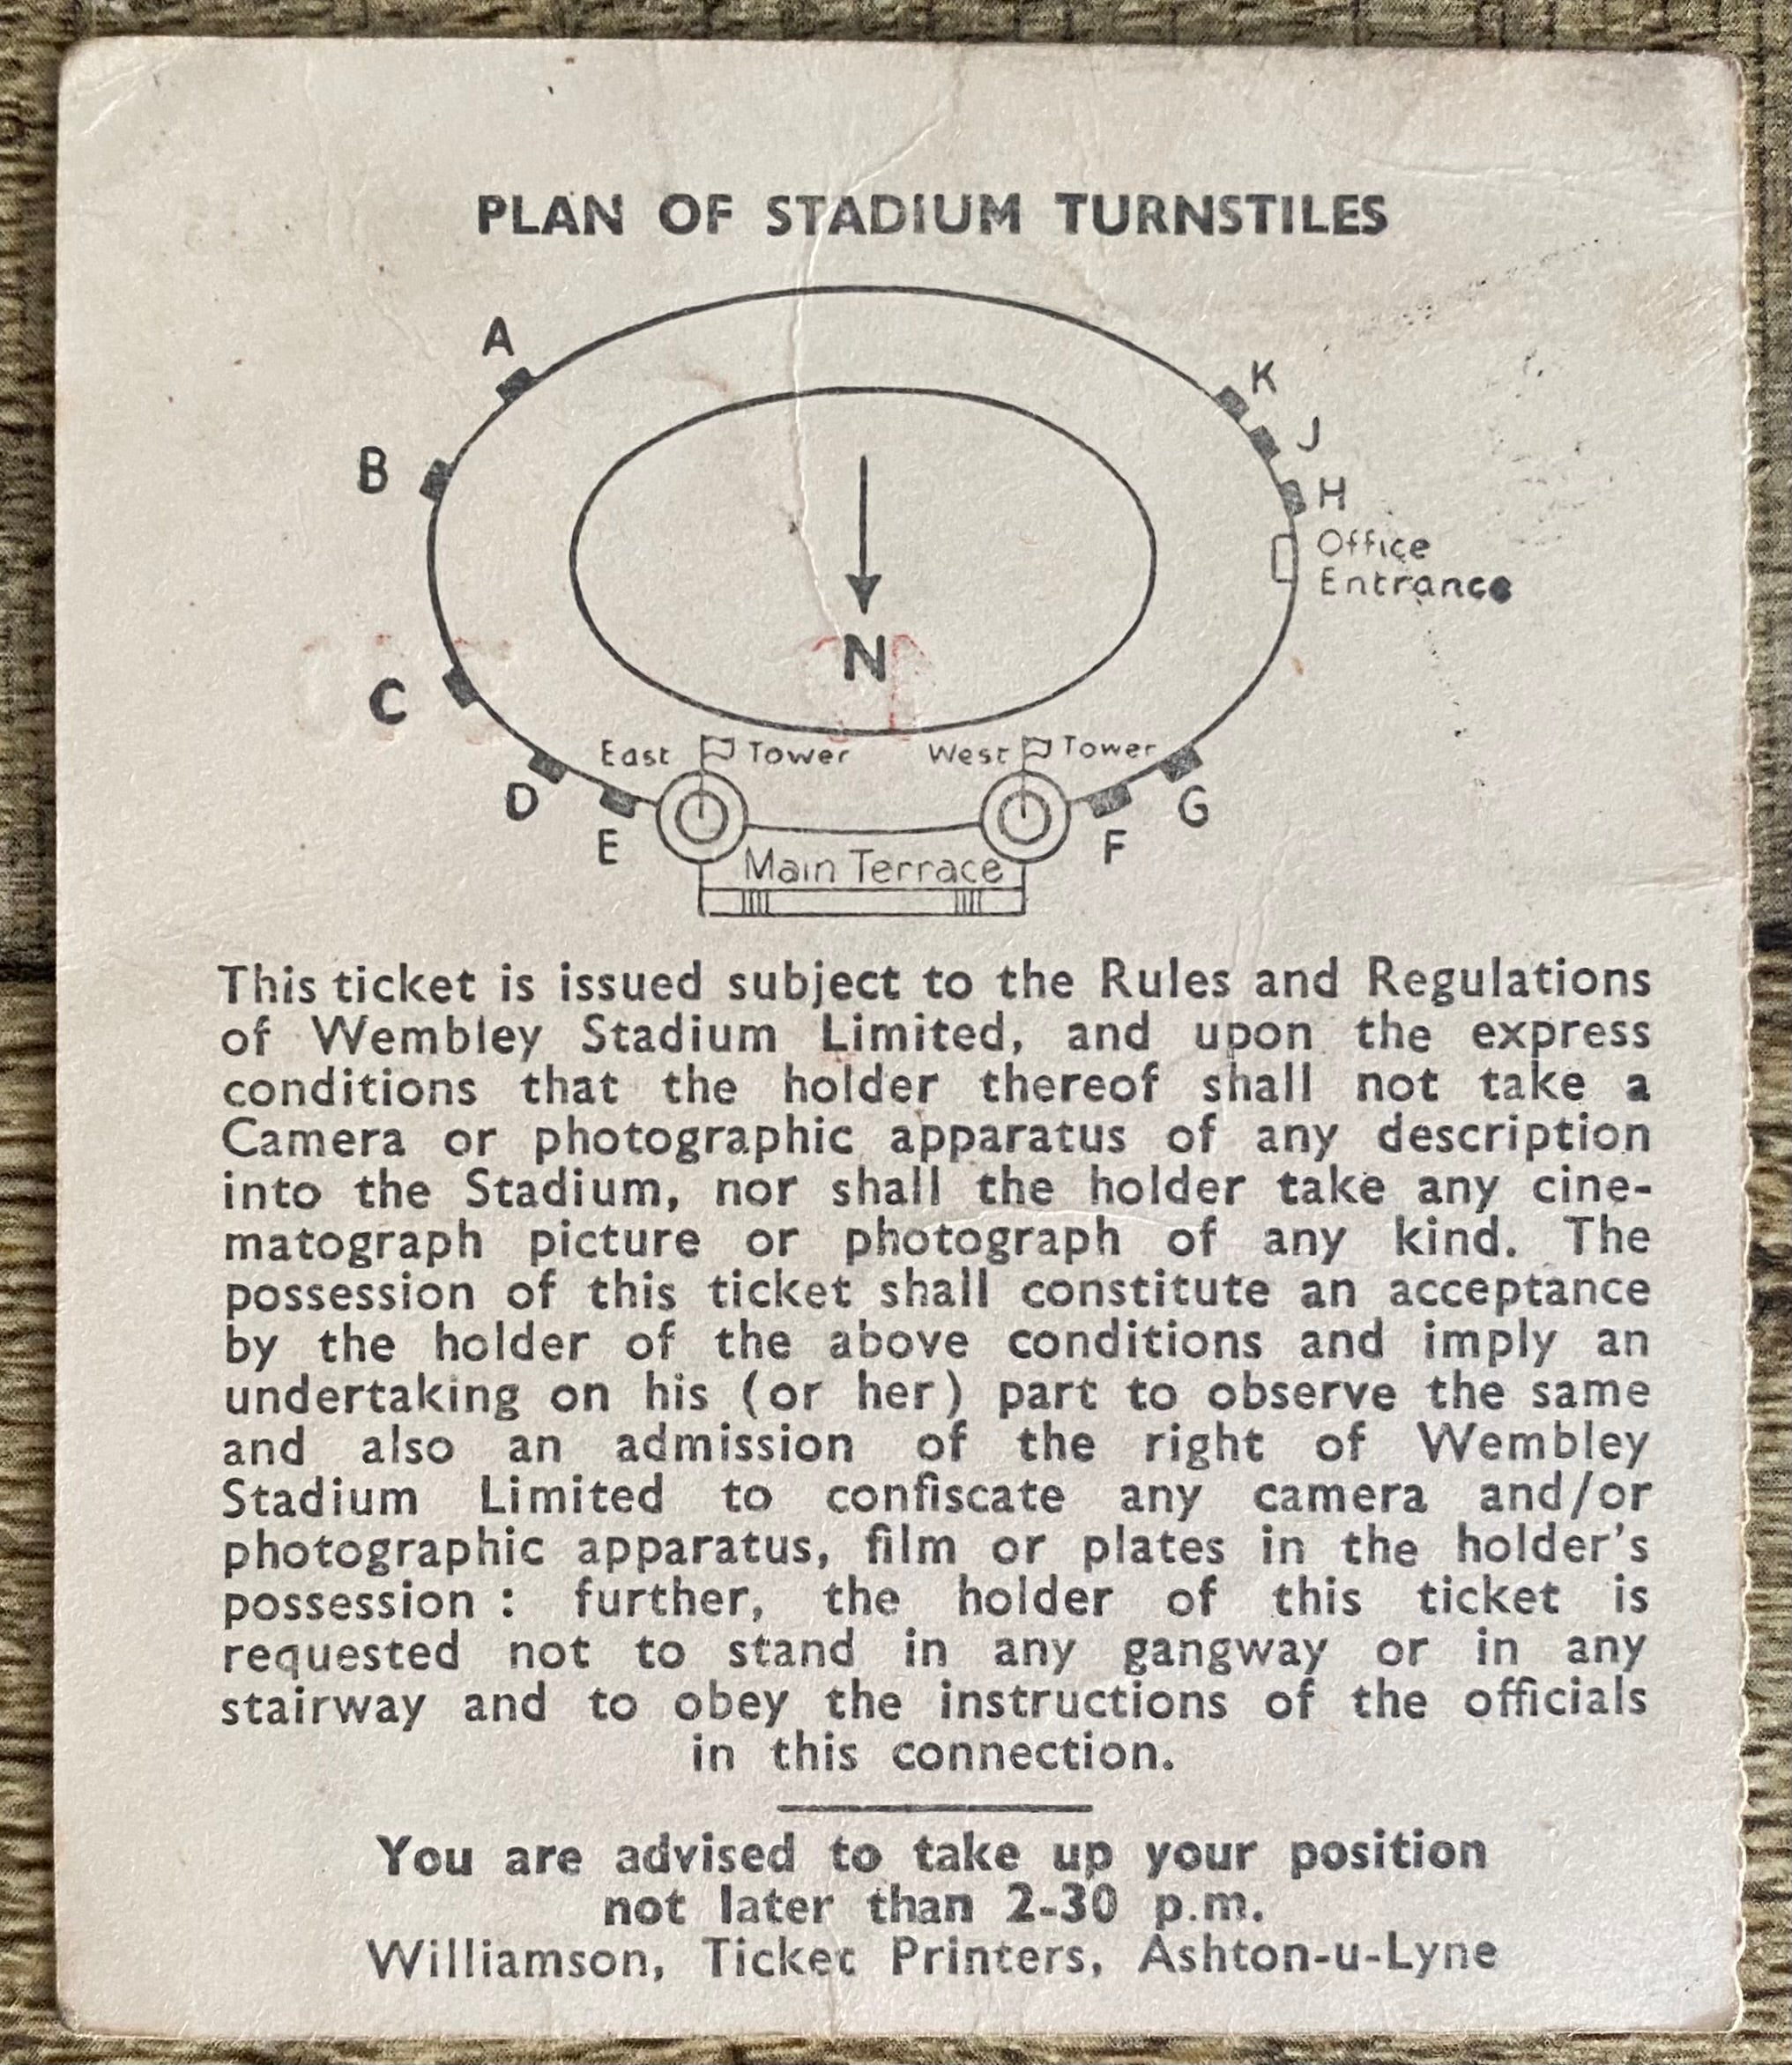 PLAN OF STADIUM TURNSTILES
A
K
J
B
H
Office
Entrance
N
C
East Tower
West Tower
D
G
E
F
Main Terrace
This ticket is issued subject to the Rules and Regulations
of Wembley Stadium Limited, and upon the express
conditions that the holder thereof shall not take a
Camera or photographic apparatus of any description
into the Stadium, nor shall the holder take any cine-
matograph picture or photograph of any kind. The
possession of this ticket shall constitute an acceptance
by the holder of the above conditions and imply an
undertaking on his (or her) part to observe the same
and also an admission of the right of Wembley
Stadium Limited to confiscate any camera and/or
photographic apparatus, film or plates in the holder's
possession : further, the holder of this ticket is
requested not to stand in any gangway or in any
stairway and to obey the instructions of the officials
in this connection.
You are advised to take up your position
not later than 2-30 p.m.
Williamson, Ticket Printers, Ashton-u-Lyne